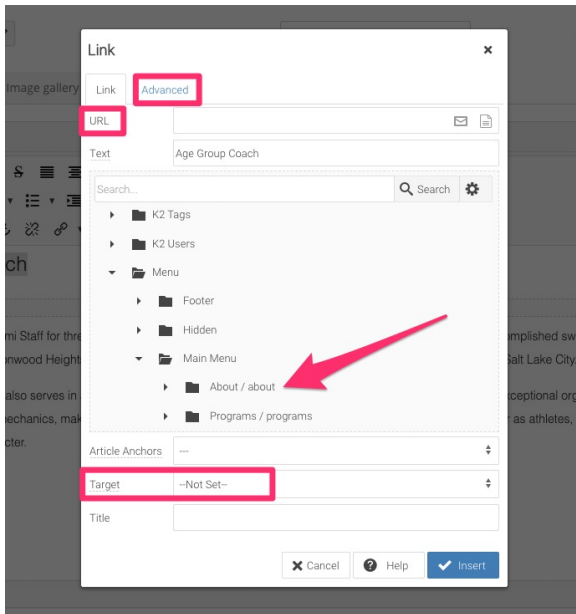 Link
×
Image gallery
Link Advanced
URL
Text Age Group Coach
Search... Search
K2 Tags
K2 Users
Menu
ch
Footer
mi Staff for thre
Hidden
mplished sw
onwood Height
Main Menu
Salt Lake City.
also serves in
About / about
ceptional org
mechanics, mak
Programs / programs
as athletes,
cter.
Article Anchors ---
Target --Not Set--
Title
Cancel Help Insert